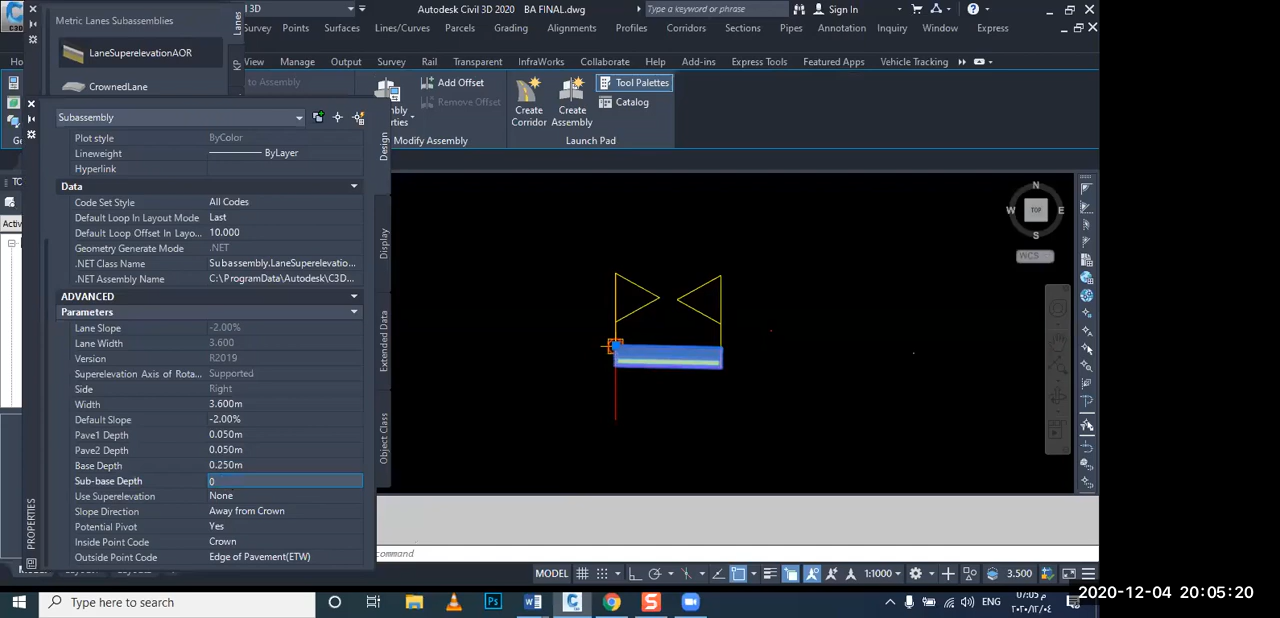 Metric Lanes Subassemblies
LaneSuperelevationAOR
CrownedLane
Lanes
Autodesk Civil 3D 2020 BA FINAL.dwg
Type a keyword or phrase
Sign In
Points Surfaces Lines/Curves Parcels Grading Alignments Profiles Corridors Sections Pipes Annotation Inquiry Window Express
View Manage Output Survey Rail Transparent InfraWorks Collaborate Help Add-ins Express Tools Featured Apps Vehicle Tracking
Add Offset
Remove Offset
Modify Assembly
Create Corridor
Create Assembly
Tool Palettes
Catalog
Launch Pad
Subassembly
Plot style ByColor
Lineweight ByLayer
Hyperlink
Data
Code Set Style All Codes
Default Loop In Layout Mode Last
Default Loop Offset In Layo... 10.000
Geometry Generate Mode .NET
.NET Class Name Subassembly.LaneSuperelevatio...
.NET Assembly Name C:\ProgramData\Autodesk\C3D...
ADVANCED
Parameters
Lane Slope -2.00%
Lane Width 3.600
Version R2019
Superelevation Axis of Rota... Supported
Side Right
Width 3.600m
Default Slope -2.00%
Pave1 Depth 0.050m
Pave2 Depth 0.050m
Base Depth 0.250m
Sub-base Depth 0
Use Superelevation None
Slope Direction Away from Crown
Potential Pivot Yes
Inside Point Code Crown
Outside Point Code Edge of Pavement(ETW)
PROPERTIES
Design
Display
Extended Data
Object Class
N
W TOP E
S
WCS
command
MODEL 1:1000 3.500
Type here to search
ENG
2020-12-04 20:05:20